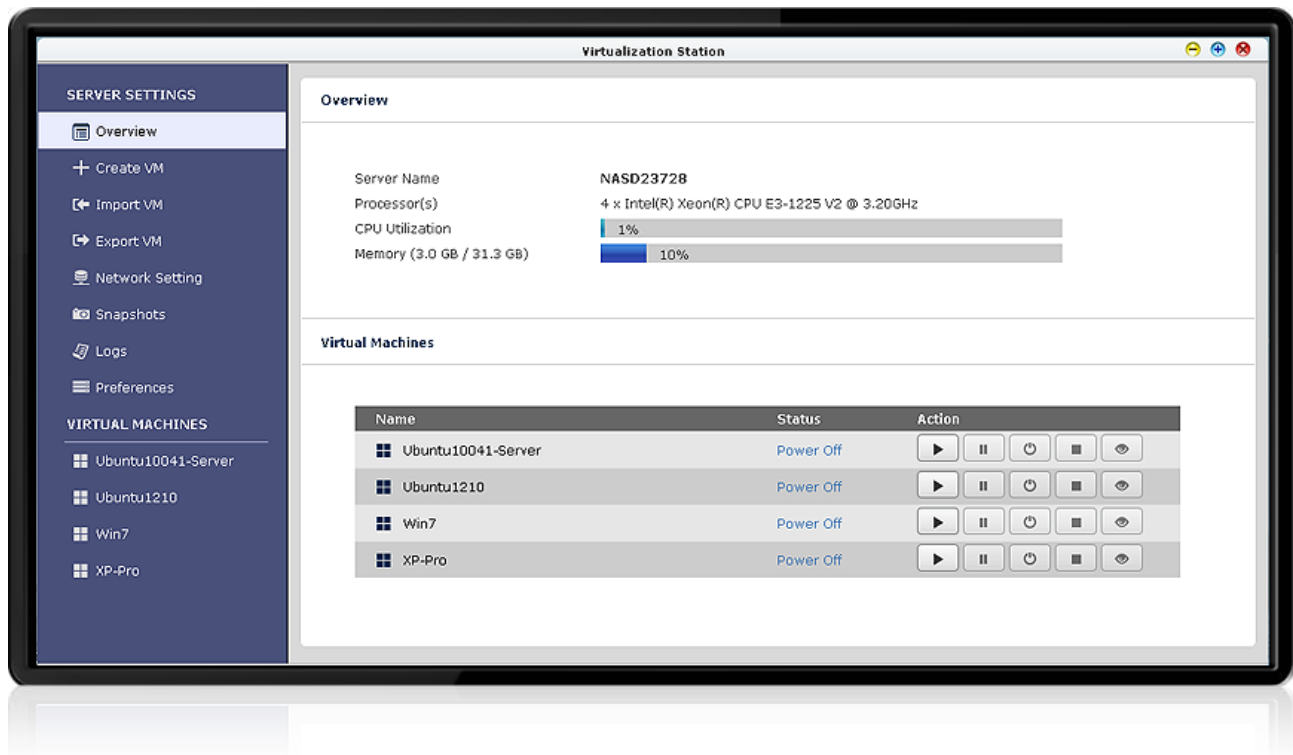 Virtualization Station
SERVER SETTINGS
Overview
Create VM
Import VM
Export VM
Network Setting
Snapshots
Logs
Preferences
VIRTUAL MACHINES
Ubuntu10041-Server
Ubuntu1210
Win7
XP-Pro
Overview
Server Name NASD23728
Processor(s) 4 x Intel(R) Xeon(R) CPU E3-1225 V2 @ 3.20GHz
CPU Utilization 1%
Memory (3.0 GB / 31.3 GB) 10%
Virtual Machines
Name Status Action
Ubuntu10041-Server Power Off
Ubuntu1210 Power Off
Win7 Power Off
XP-Pro Power Off